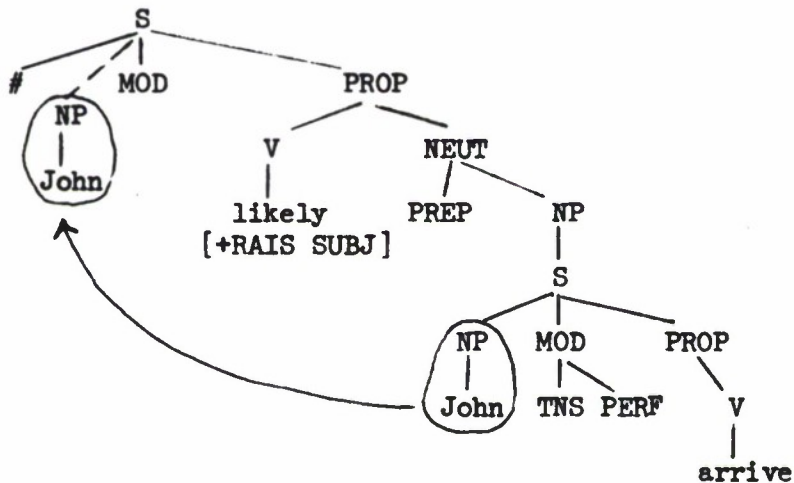 S
# MOD PROP
NP
V NEUT
John
likely PREP NP
[+RAIS SUBJ]
S
NP MOD PROP
John TNS PERF V
arrive